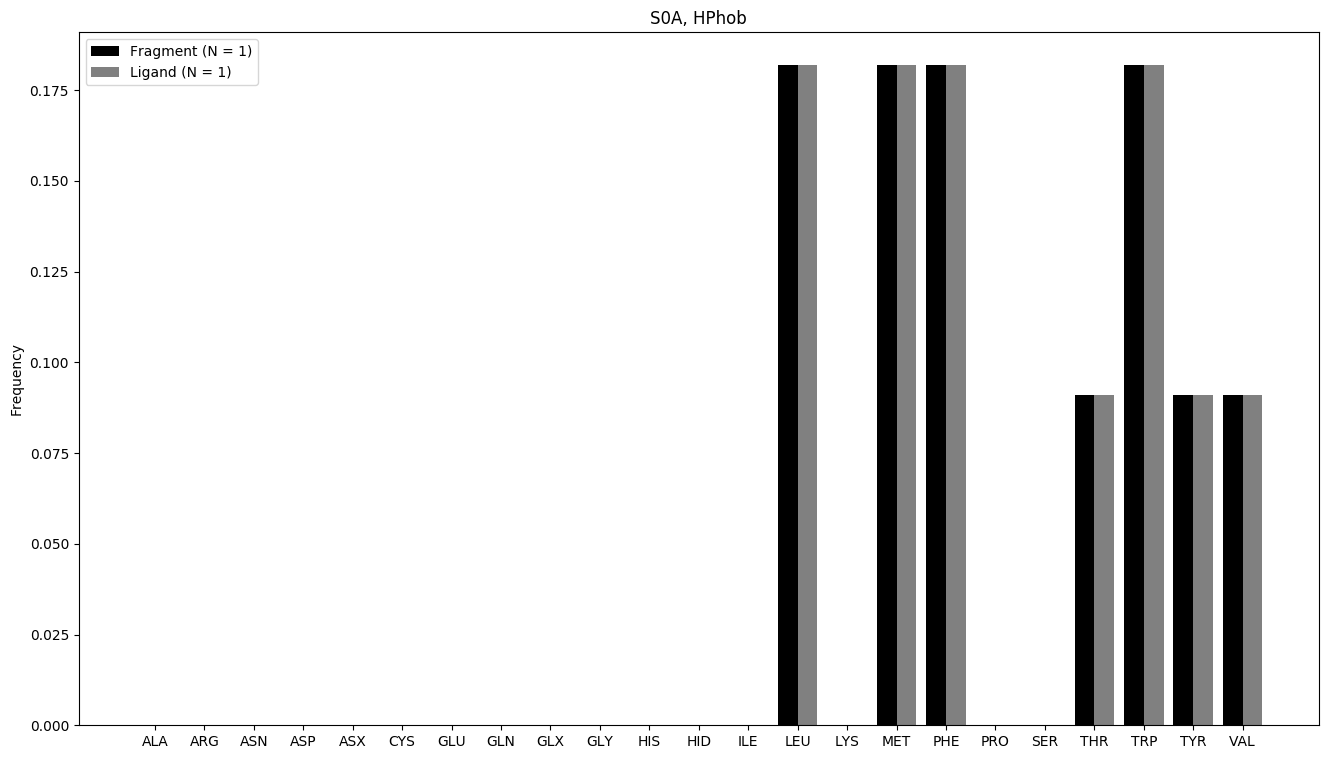 S0A, HPhob
Fragment (N = 1)
Ligand (N = 1)
0.175
0.150
0.125
0.100
0.075
0.050
0.025
0.000
Frequency
ALA ARG ASN ASP ASX CYS GLU GLN GLX GLY HIS HID ILE LEU LYS MET PHE PRO SER THR TRP TYR VAL